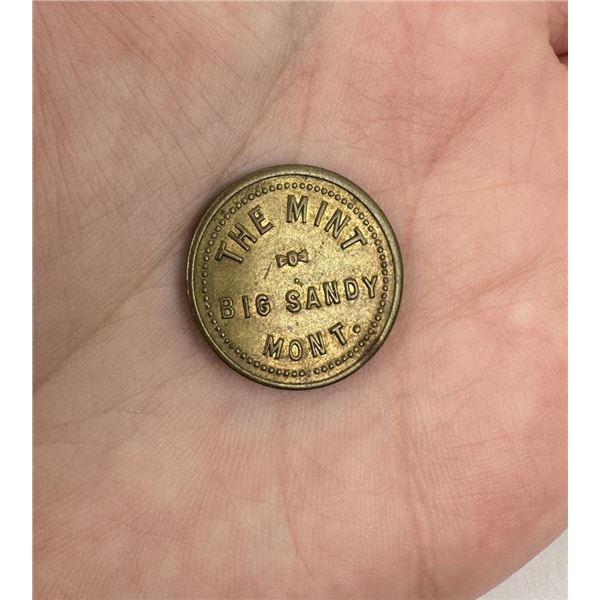 THE MINT
BIG SANDY
MONT.